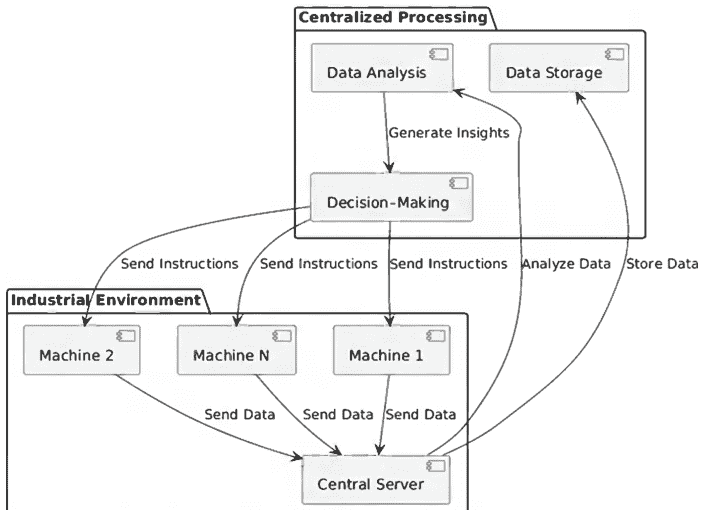 Centralized Processing
Data Analysis
Data Storage
Generate Insights
Decision-Making
Send Instructions
Send Instructions
Send Instructions
Analyze Data
Store Data
Industrial Environment
Machine 2
Machine N
Machine 1
Send Data
Send Data
Send Data
Central Server